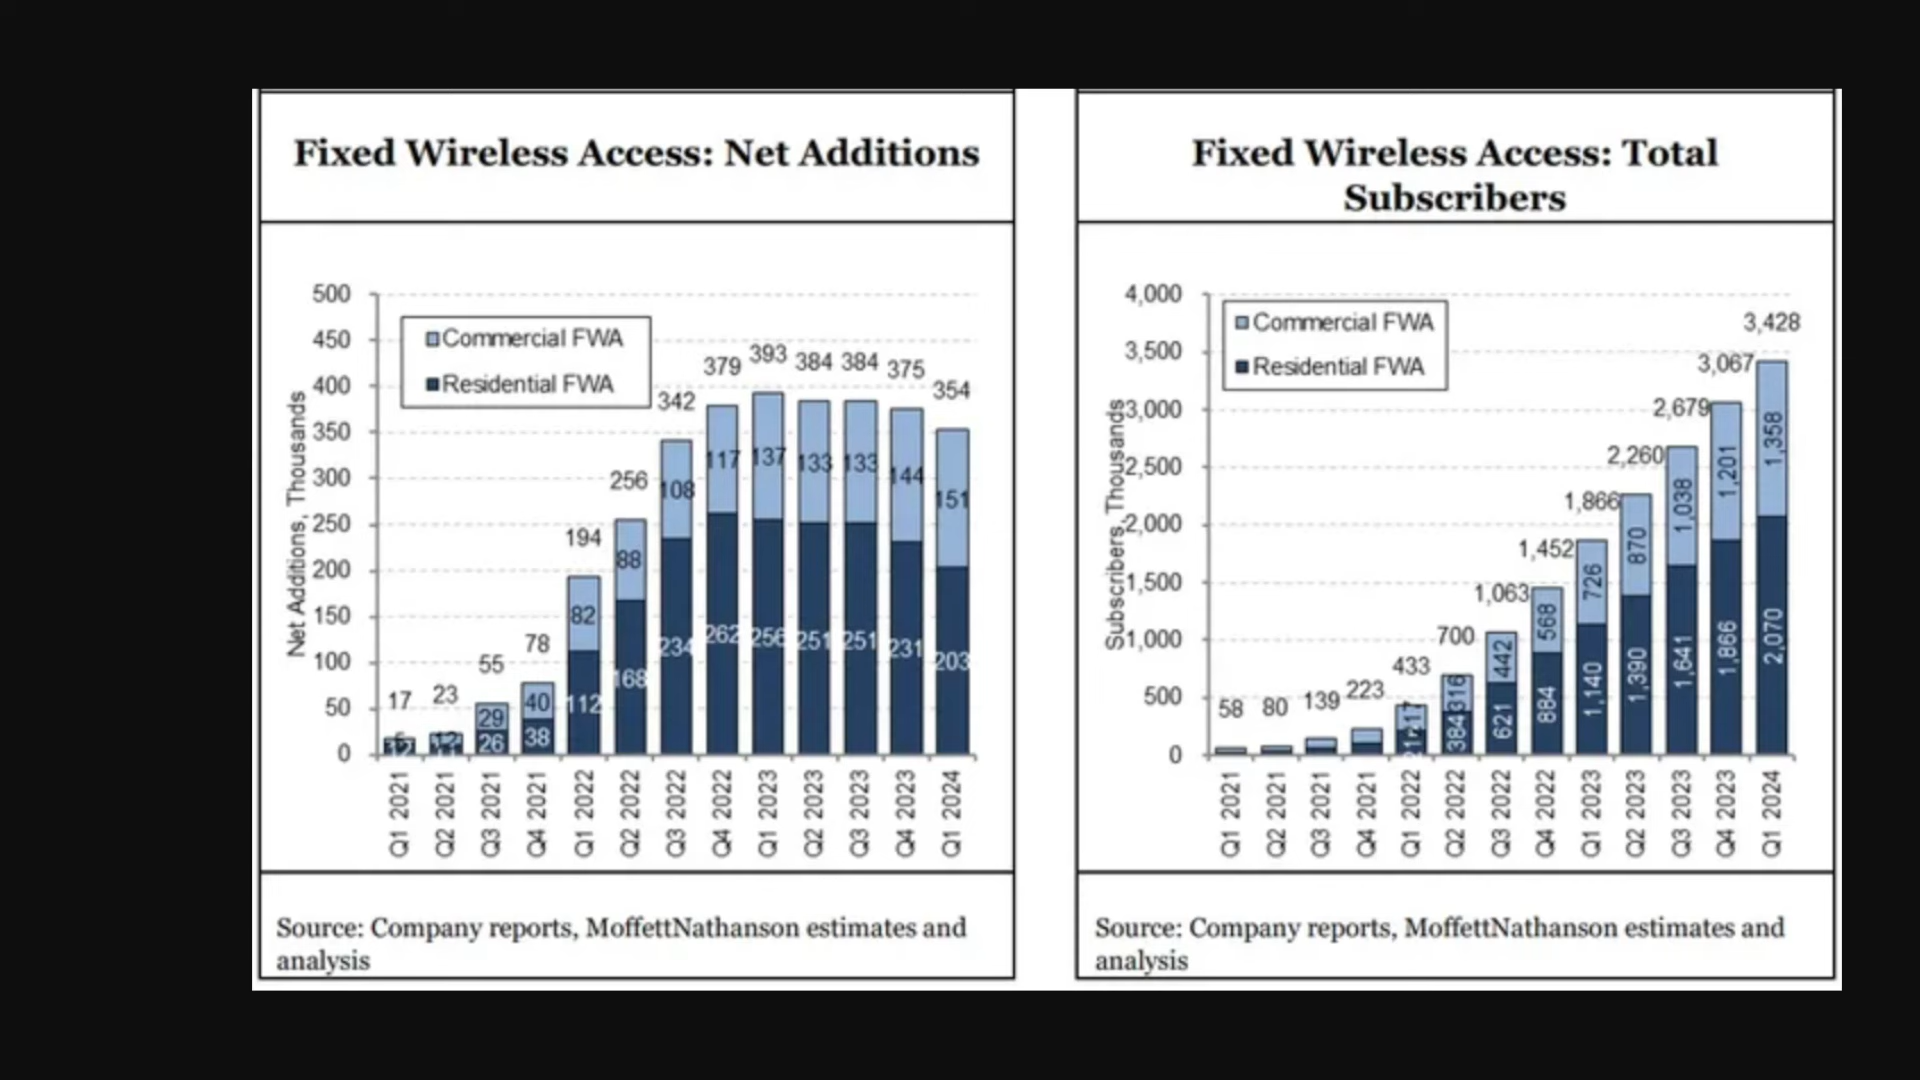 Fixed Wireless Access: Net Additions
Net Additions, Thousands
500
450
400
350
300
250
200
150
100
50
0
Commercial FWA
Residential FWA
17 23 55 78 194 256 342 379 393 384 384 375 354
5 12 29 40 82 88 108 117 137 133 133 144 151
12 11 26 38 112 168 234 262 256 251 251 231 203
Q1 2021 Q2 2021 Q3 2021 Q4 2021 Q1 2022 Q2 2022 Q3 2022 Q4 2022 Q1 2023 Q2 2023 Q3 2023 Q4 2023 Q1 2024
Source: Company reports, MoffettNathanson estimates and
analysis
Fixed Wireless Access: Total
Subscribers
Subscribers, Thousands
4,000
3,500
3,000
2,500
2,000
1,500
1,000
500
0
Commercial FWA
Residential FWA
58 80 139 223 433 700 1,063 1,452 1,866 2,260 2,679 3,067 3,428
316 442 568 726 870 1,038 1,201 1,358
384 621 884 1,140 1,390 1,641 1,866 2,070
Q1 2021 Q2 2021 Q3 2021 Q4 2021 Q1 2022 Q2 2022 Q3 2022 Q4 2022 Q1 2023 Q2 2023 Q3 2023 Q4 2023 Q1 2024
Source: Company reports, MoffettNathanson estimates and
analysis